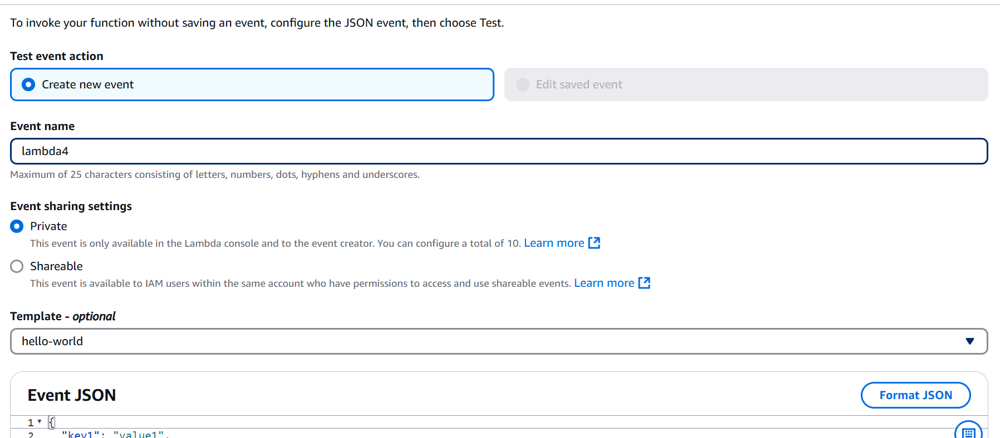 To invoke your function without saving an event, configure the JSON event, then choose Test.
Test event action
Create new event
Edit saved event
Event name
lambda4
Maximum of 25 characters consisting of letters, numbers, dots, hyphens and underscores.
Event sharing settings
Private
This event is only available in the Lambda console and to the event creator. You can configure a total of 10. Learn more
Shareable
This event is available to IAM users within the same account who have permissions to access and use shareable events. Learn more
Template - optional
hello-world
Event JSON
Format JSON
1 {
2 "key1": "value1",